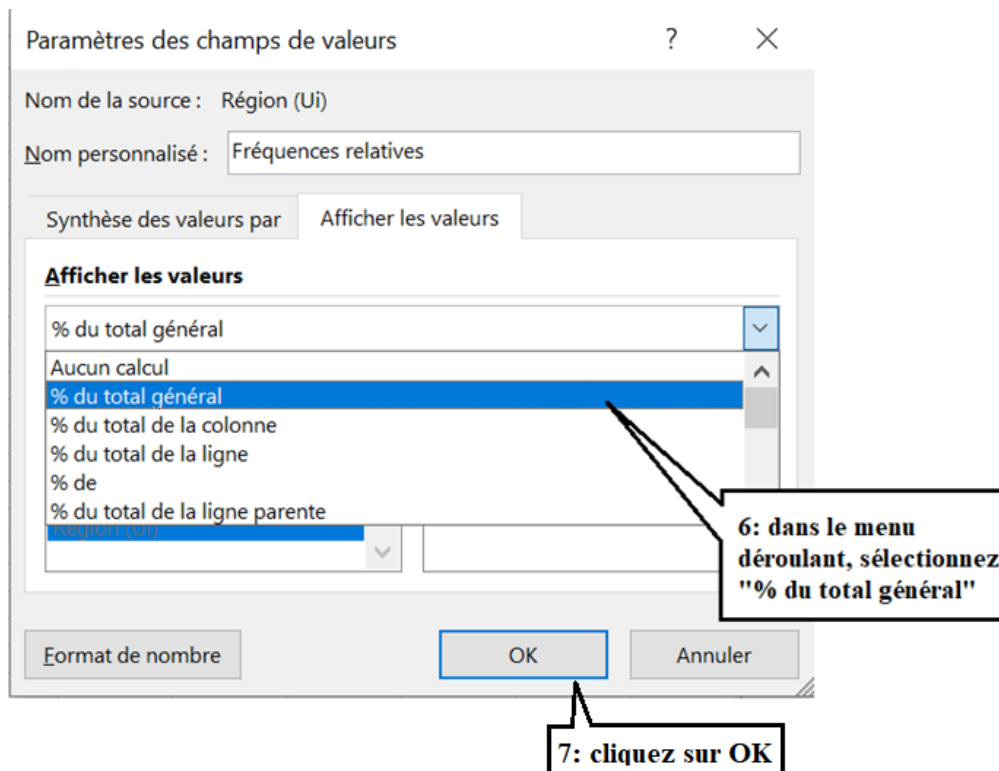 Paramètres des champs de valeurs ? ×
Nom de la source : Région (Ui)
Nom personnalisé : Fréquences relatives
Synthèse des valeurs par Afficher les valeurs
Afficher les valeurs
% du total général
Aucun calcul
% du total général
% du total de la colonne
% du total de la ligne
% de
% du total de la ligne parente
Région (Ui)
6: dans le menu
déroulant, sélectionnez
"% du total général"
Format de nombre OK Annuler
7: cliquez sur OK